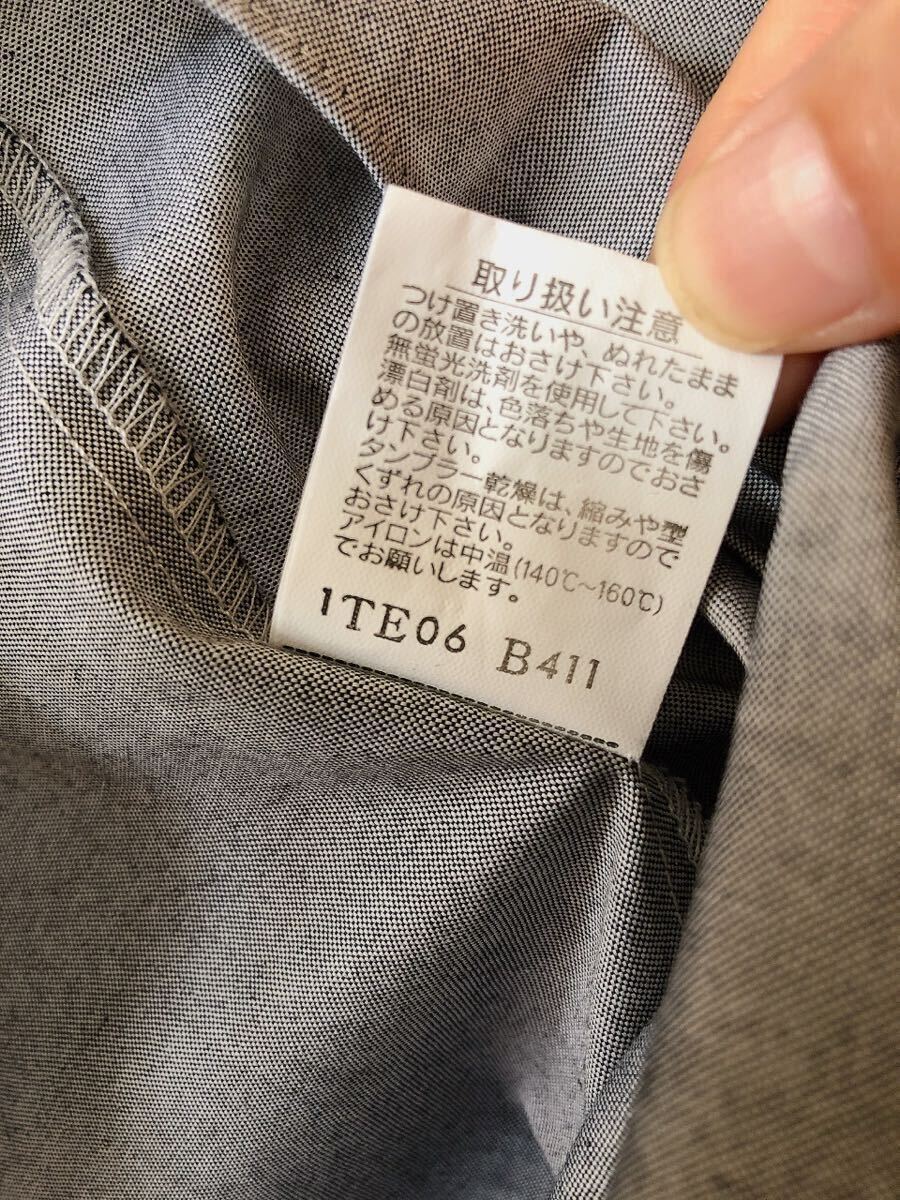 取り扱い注意
つけ置き洗いや、ぬれたまま
の放置はおさけ下さい。
無蛍光洗剤を使用して下さい。
漂白剤は、色落ちや生地を傷
める原因となりますのでおさ
け下さい。
タンブラー乾燥は、縮みや型
くずれの原因となりますので
おさけ下さい。
アイロンは中温(140℃~160℃)
でお願いします。
1TE06 B411